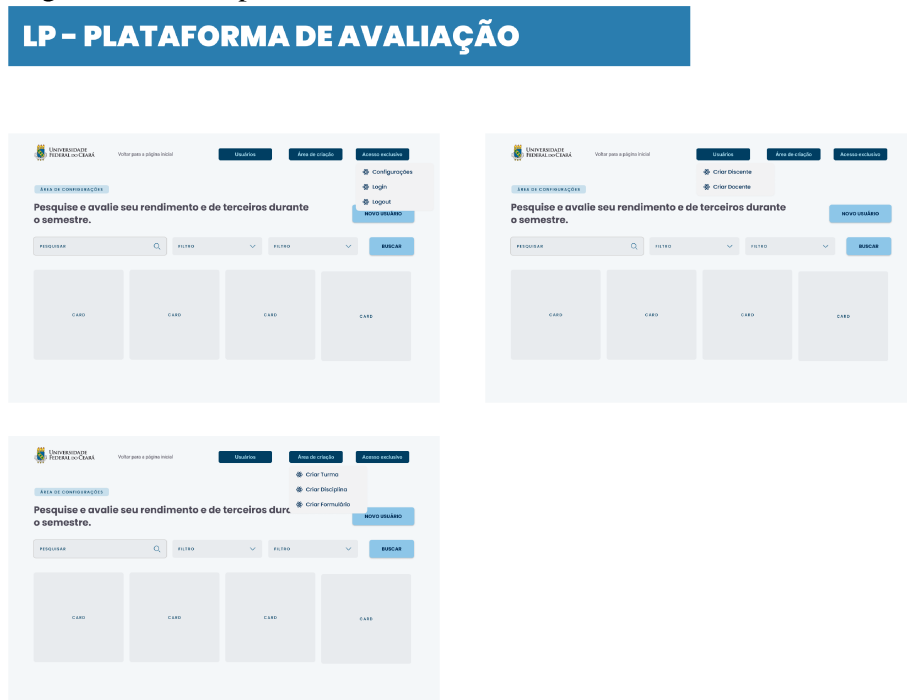 LP - PLATAFORMA DE AVALIAÇÃO
UNIVERSIDADE
FEDERAL DO CEARÁ
Voltar para a página inicial
Usuários
Área de criação
Acesso exclusivo
Configurações
Login
Logout
ÁREA DE CONFIGURAÇÕES
Pesquise e avalie seu rendimento e de terceiros durante
o semestre.
NOVO USUÁRIO
PESQUISAR
FILTRO
FILTRO
BUSCAR
CARD
CARD
CARD
CARD
UNIVERSIDADE
FEDERAL DO CEARÁ
Voltar para a página inicial
Usuários
Área de criação
Acesso exclusivo
Criar Discente
Criar Docente
ÁREA DE CONFIGURAÇÕES
Pesquise e avalie seu rendimento e de terceiros durante
o semestre.
NOVO USUÁRIO
PESQUISAR
FILTRO
FILTRO
BUSCAR
CARD
CARD
CARD
CARD
UNIVERSIDADE
FEDERAL DO CEARÁ
Voltar para a página inicial
Usuários
Área de criação
Acesso exclusivo
Criar Turma
Criar Disciplina
Criar Formulário
ÁREA DE CONFIGURAÇÕES
Pesquise e avalie seu rendimento e de terceiros
o semestre.
NOVO USUÁRIO
PESQUISAR
FILTRO
FILTRO
BUSCAR
CARD
CARD
CARD
CARD